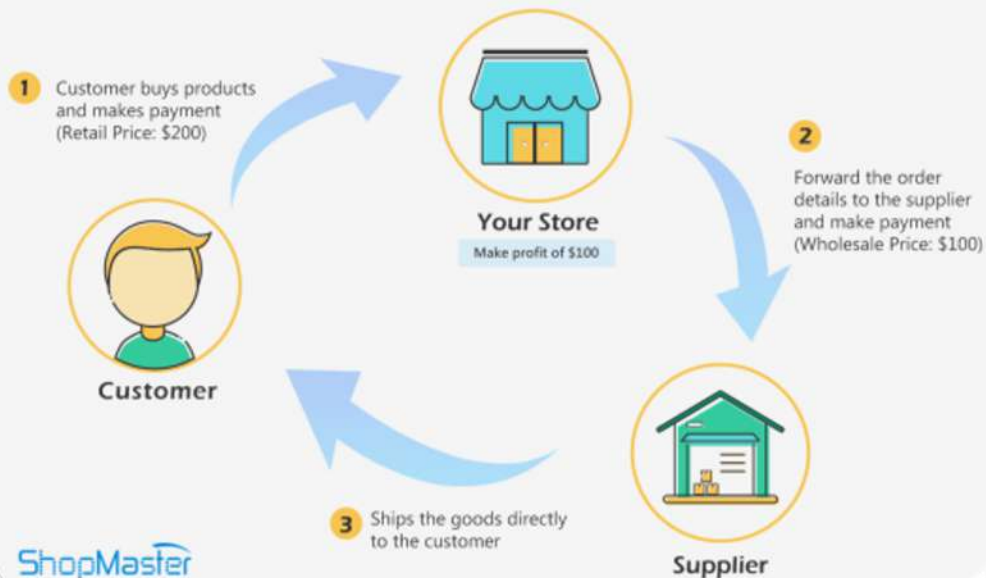 1
Customer buys products
and makes payment
(Retail Price: $200)
Your Store
Make profit of $100
2
Forward the order
details to the supplier
and make payment
(Wholesale Price: $100)
Customer
3
Ships the goods directly
to the customer
Supplier
ShopMaster